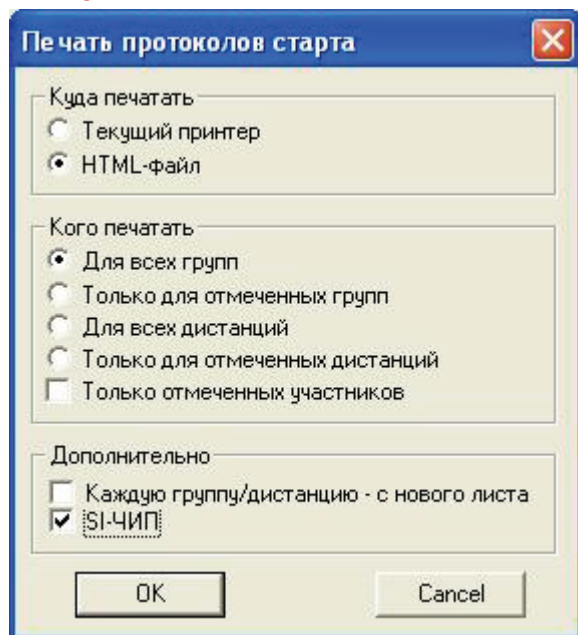 Печать протоколов старта
Куда печатать
Текущий принтер
HTML-файл
Кого печатать
Для всех групп
Только для отмеченных групп
Для всех дистанций
Только для отмеченных дистанций
Только отмеченных участников
Дополнительно
Каждую группу/дистанцию - с нового листа
SI-ЧИП
OK
Cancel